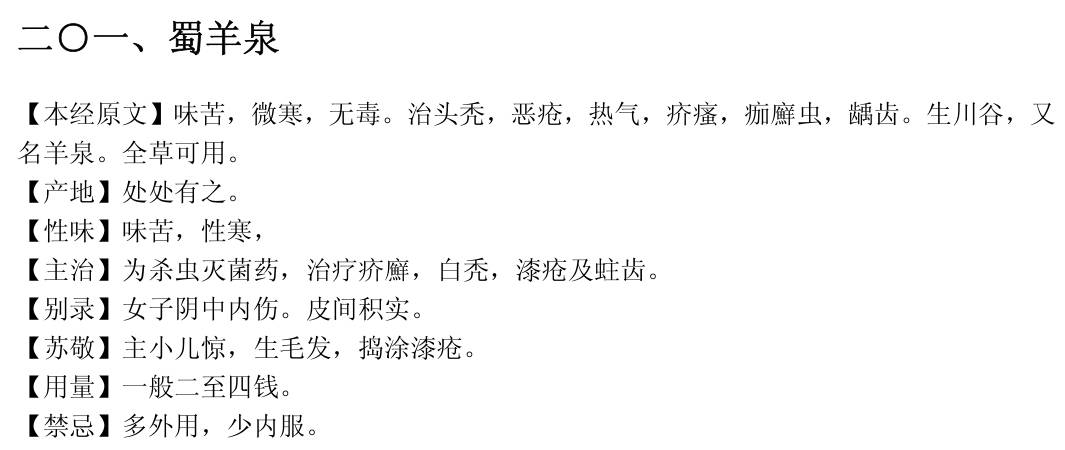 二〇一、蜀羊泉
【本经原文】味苦，微寒，无毒。治头秃，恶疮，热气，疥瘙，痂癬虫，龋齿。生川谷，又
名羊泉。全草可用。
【产地】处处有之。
【性味】味苦，性寒，
【主治】为杀虫灭菌药，治疗疥癬，白秃，漆疮及蛀齿。
【别录】女子阴中内伤。皮间积实。
【苏敬】主小儿惊，生毛发，捣涂漆疮。
【用量】一般二至四钱。
【禁忌】多外用，少内服。